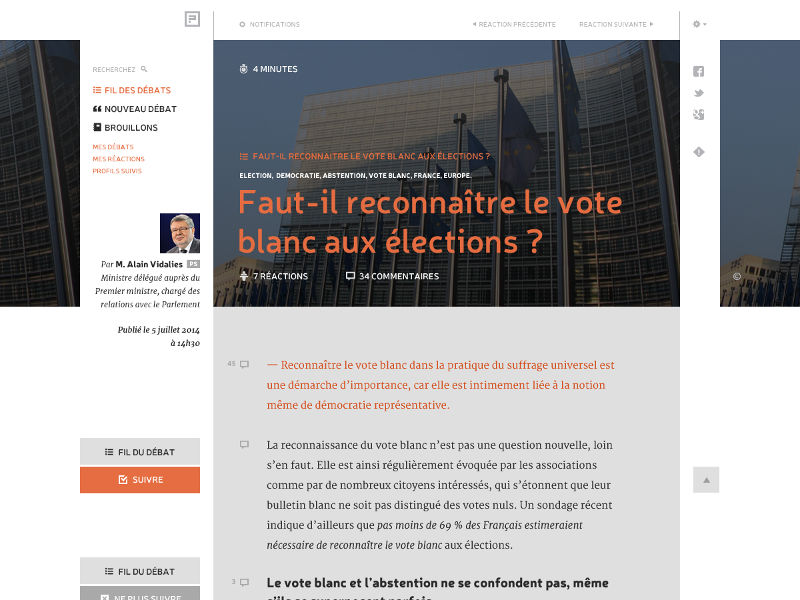 NOTIFICATIONS
RÉACTION PRÉCÉDENTE
RÉACTION SUIVANTE
RECHERCHEZ
FIL DES DÉBATS
NOUVEAU DÉBAT
BROUILLONS
MES DÉBATS
MES RÉACTIONS
PROFILS SUIVIS
Par M. Alain Vidalies PS
Ministre délégué auprès du
Premier ministre, chargé des
relations avec le Parlement
Publié le 5 juillet 2014
à 14h30
FIL DU DÉBAT
SUIVRE
FIL DU DÉBAT
NE PLUS SUIVRE
4 MINUTES
FAUT-IL RECONNAITRE LE VOTE BLANC AUX ÉLECTIONS ?
ELECTION, DEMOCRATIE, ABSTENTION, VOTE BLANC, FRANCE, EUROPE.
Faut-il reconnaître le vote
blanc aux élections ?
7 RÉACTIONS
34 COMMENTAIRES
©
45
— Reconnaître le vote blanc dans la pratique du suffrage universel est
une démarche d’importance, car elle est intimement liée à la notion
même de démocratie représentative.
La reconnaissance du vote blanc n’est pas une question nouvelle, loin
s’en faut. Elle est ainsi régulièrement évoquée par les associations
comme par de nombreux citoyens intéressés, qui s’étonnent que leur
bulletin blanc ne soit pas distingué des votes nuls. Un sondage récent
indique d’ailleurs que pas moins de 69 % des Français estimeraient
nécessaire de reconnaître le vote blanc aux élections.
3
Le vote blanc et l’abstention ne se confondent pas, même
s’ils se superposent parfois